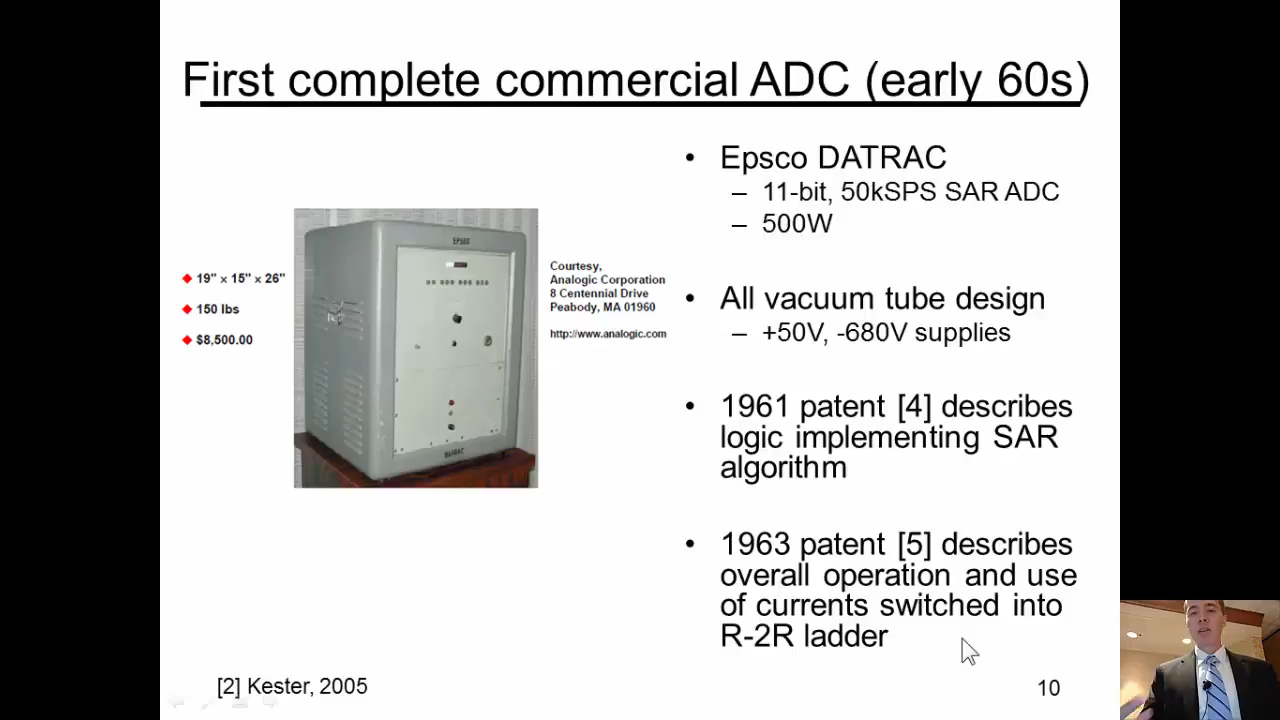 First complete commercial ADC (early 60s)
• Epsco DATRAC
– 11-bit, 50kSPS SAR ADC
– 500W
• All vacuum tube design
– +50V, -680V supplies
• 1961 patent [4] describes
logic implementing SAR
algorithm
• 1963 patent [5] describes
overall operation and use
of currents switched into
R-2R ladder
19" × 15" × 26"
150 lbs
$8,500.00
EPSCO
DATRAC
Courtesy,
Analogic Corporation
8 Centennial Drive
Peabody, MA 01960
http://www.analogic.com
[2] Kester, 2005
10